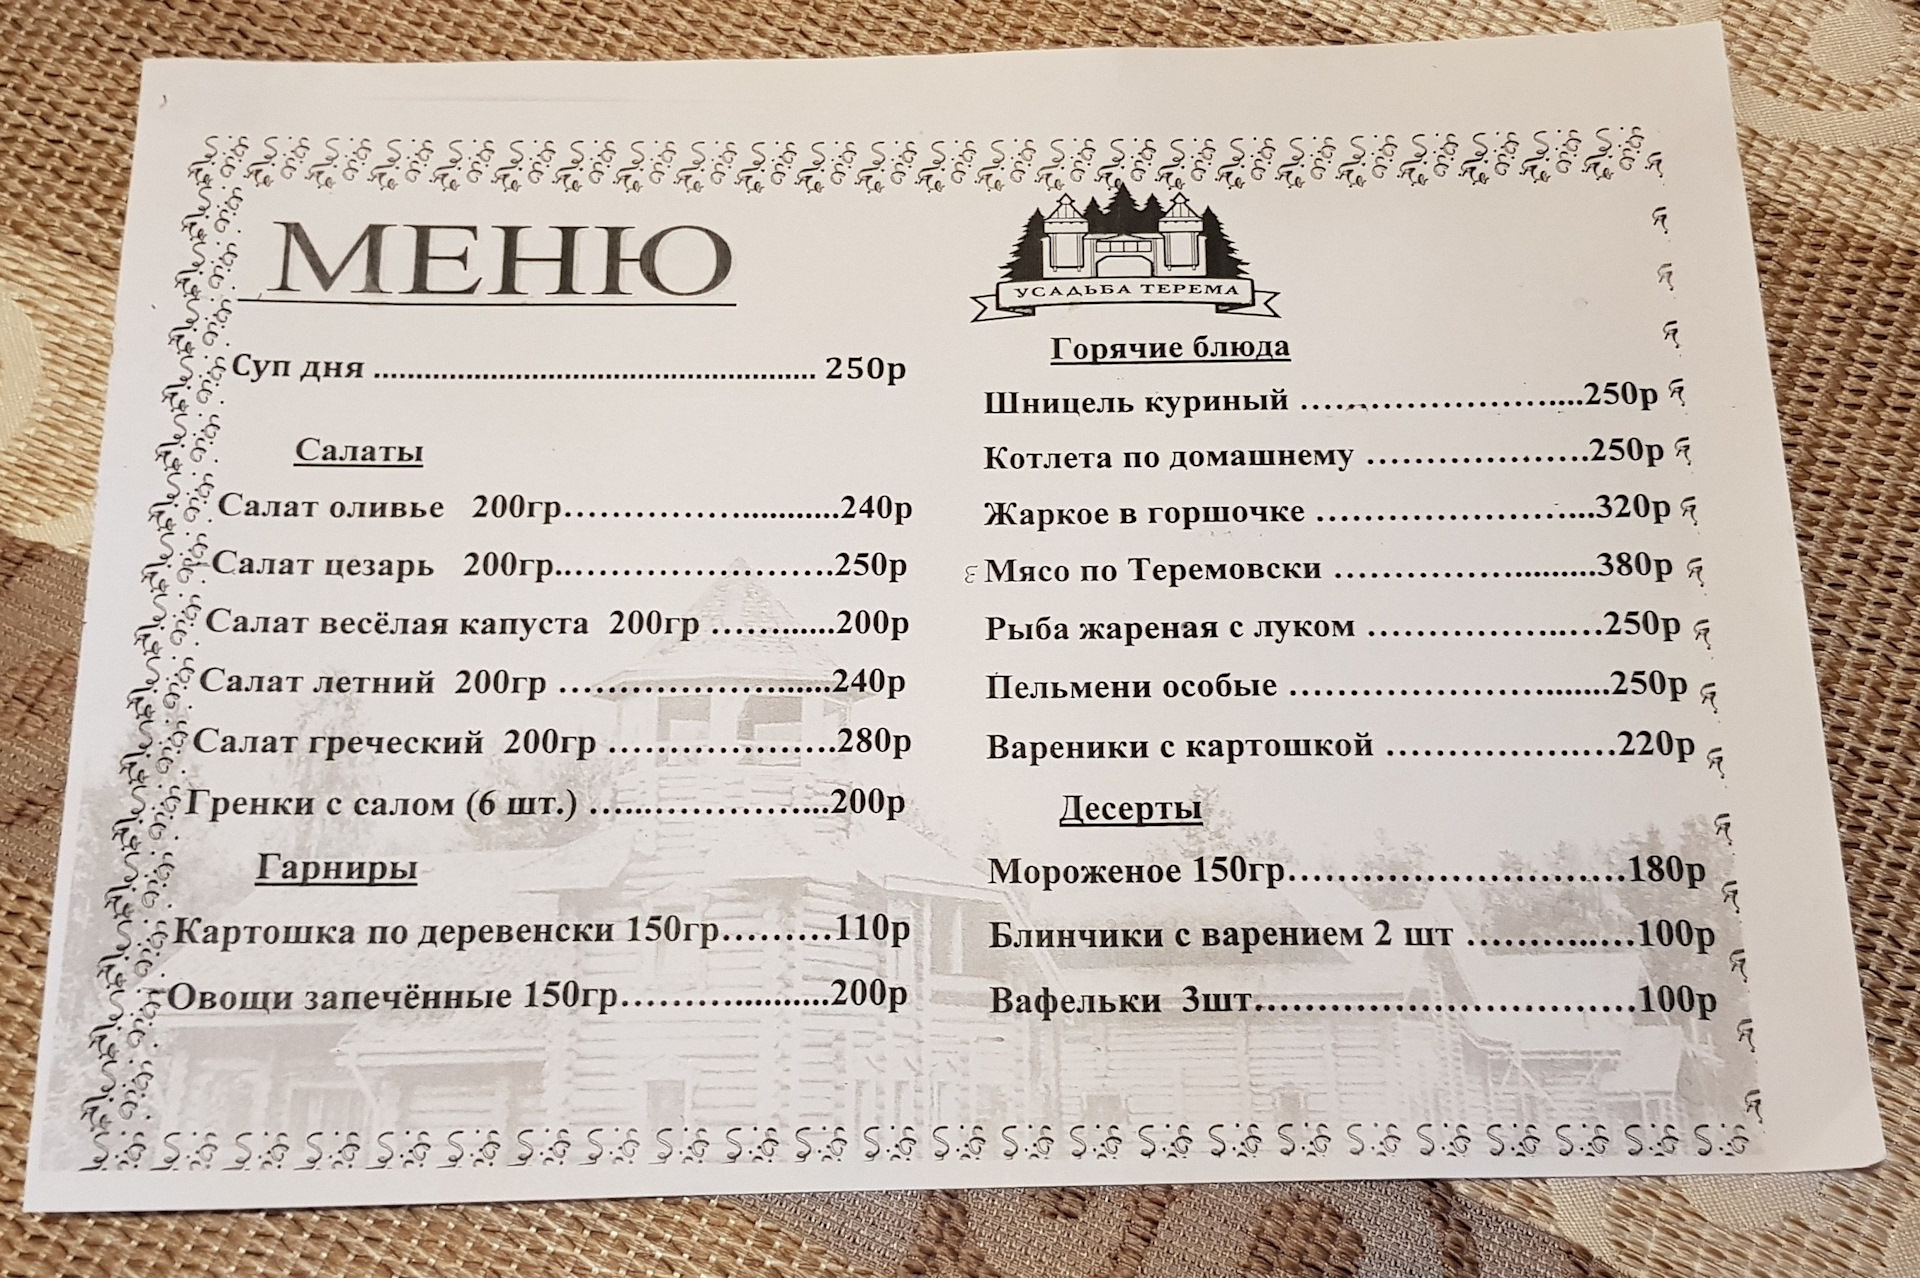 МЕНЮ
Суп дня ..................................................... 250р
Салаты
Салат оливье 200гр……………............240р
Салат цезарь 200гр..…………………….250р
Салат весёлая капуста 200гр ……......200р
Салат летний 200гр …………………......240р
Салат греческий 200гр ………………….280р
Гренки с салом (6 шт.) …..……………...200р
Гарниры
Картошка по деревенски 150гр………110р
Овощи запечённые 150гр………..........200р
УСАДЬБА ТЕРЕМА
Горячие блюда
Шницель куриный …………………….....250р
Котлета по домашнему ……………….250р
Жаркое в горшочке …………………....320р
Мясо по Теремовски ……………..........380р
Рыба жареная с луком ……………..…250р
Пельмени особые …………………….......250р
Вареники с картошкой ……………..…220р
Десерты
Мороженое 150гр…………………………180р
Блинчики с варением 2 шт ………..…100р
Вафельки 3шт……………………………100р